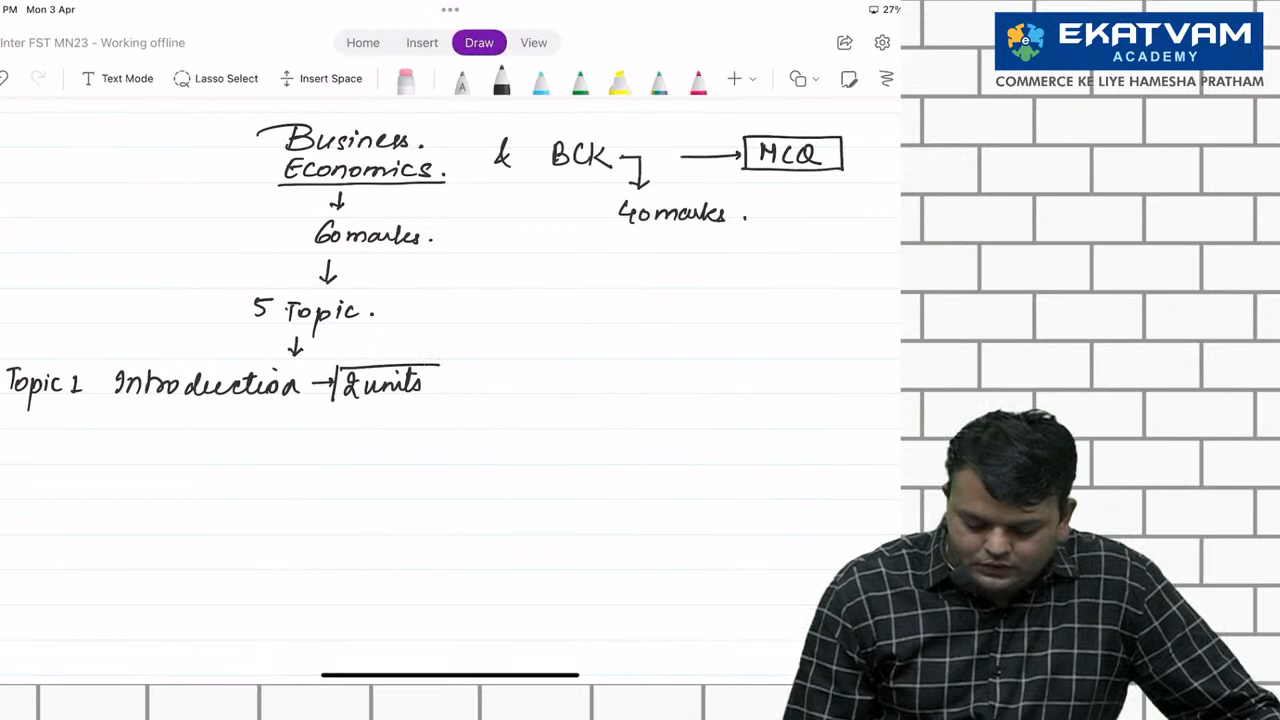 PM Mon 3 Apr
27%
Inter FST MN23 - Working offline
Home Insert Draw View
Text Mode Lasso Select Insert Space
EKATVAM
ACADEMY
COMMERCE KE LIYE HAMESHA PRATHAM
Business.
Economics.
& BCK → MCQ
40 marks.
60 marks.
5 Topic.
Topic 1 Introduction → 2 units